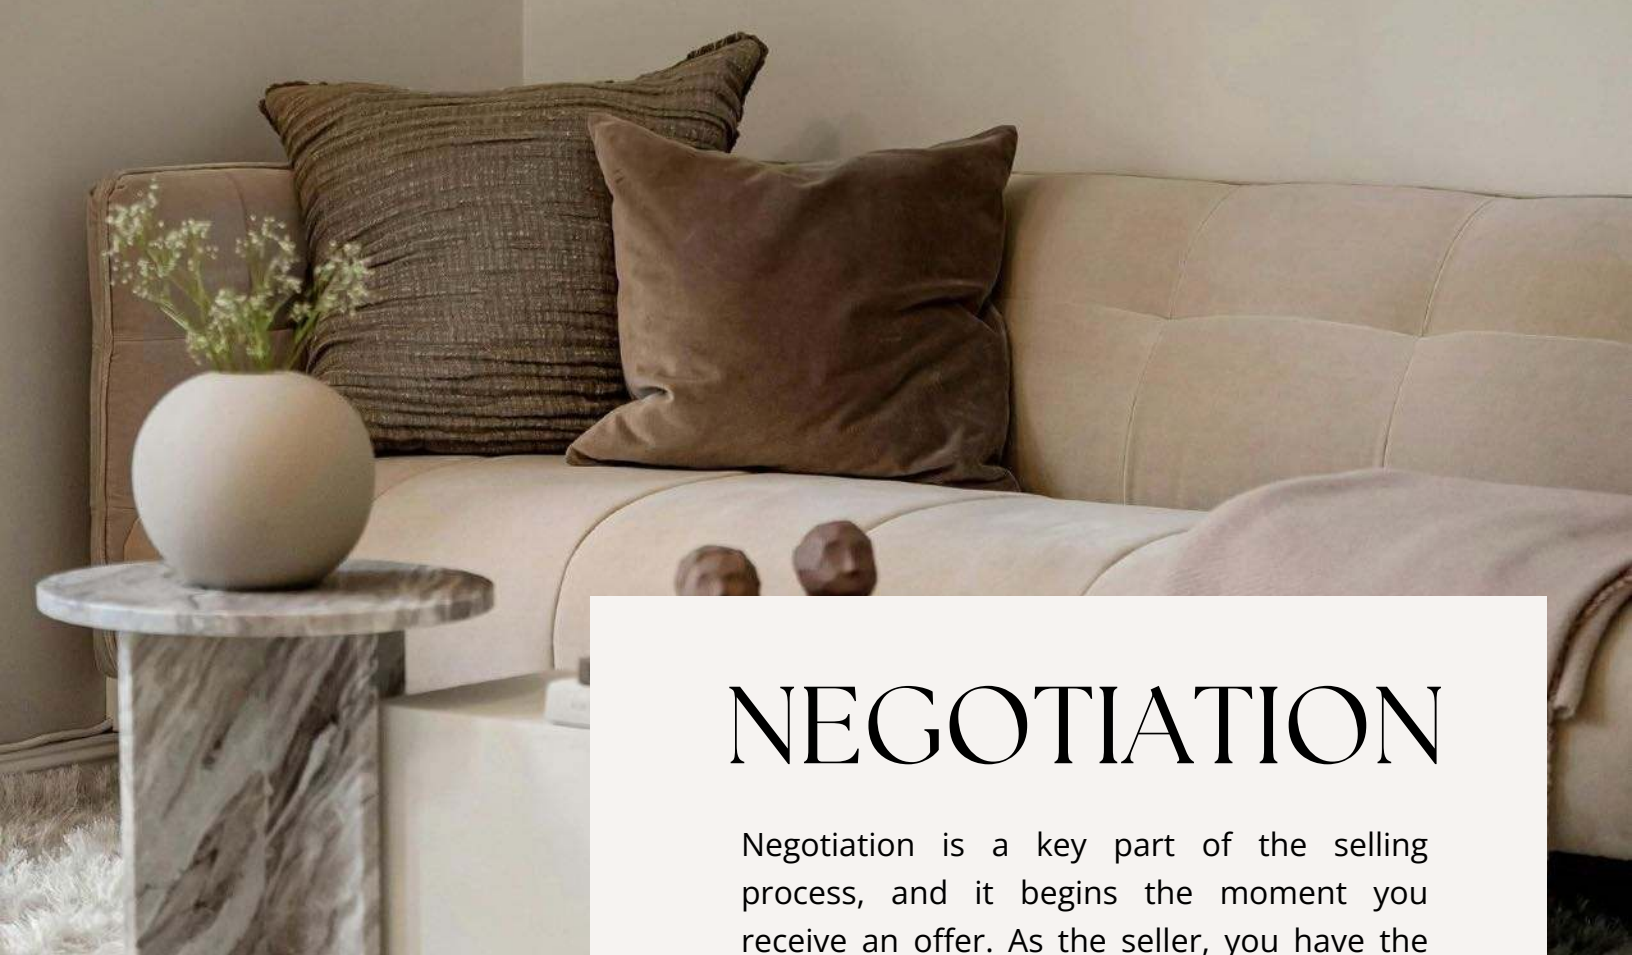 NEGOTIATION
Negotiation is a key part of the selling
process, and it begins the moment you
receive an offer. As the seller, you have the